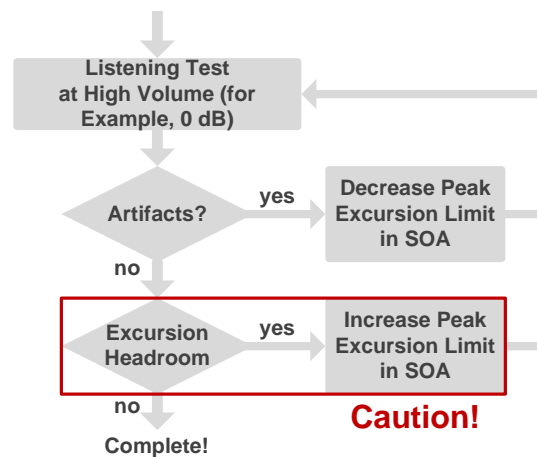 Listening Test
at High Volume (for
Example, 0 dB)
Artifacts?
yes
Decrease Peak
Excursion Limit
in SOA
no
Excursion
Headroom
yes
Increase Peak
Excursion Limit
in SOA
no
Caution!
Complete!